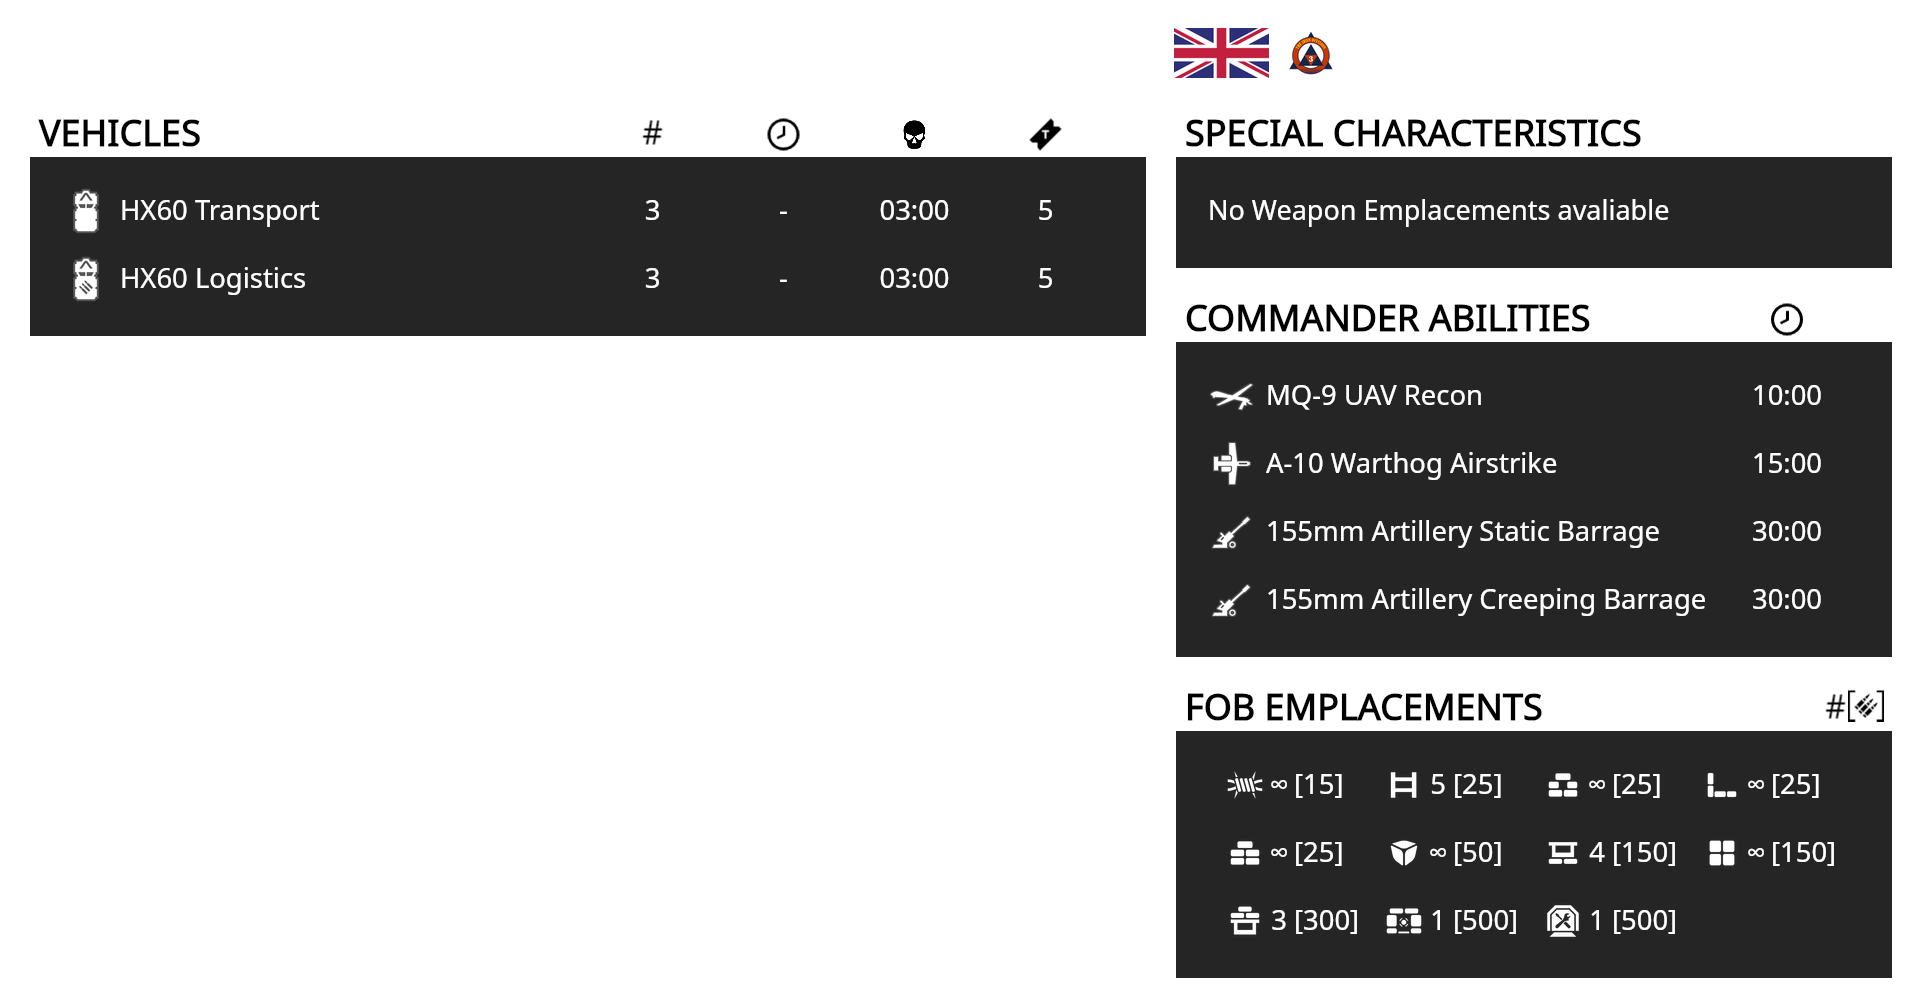 VEHICLES #
HX60 Transport 3 - 03:00 5
HX60 Logistics 3 - 03:00 5
SPECIAL CHARACTERISTICS
No Weapon Emplacements avaliable
COMMANDER ABILITIES
MQ-9 UAV Recon 10:00
A-10 Warthog Airstrike 15:00
155mm Artillery Static Barrage 30:00
155mm Artillery Creeping Barrage 30:00
FOB EMPLACEMENTS #[]
∞ [15] 5 [25] ∞ [25] ∞ [25]
∞ [25] ∞ [50] 4 [150] ∞ [150]
3 [300] 1 [500] 1 [500]